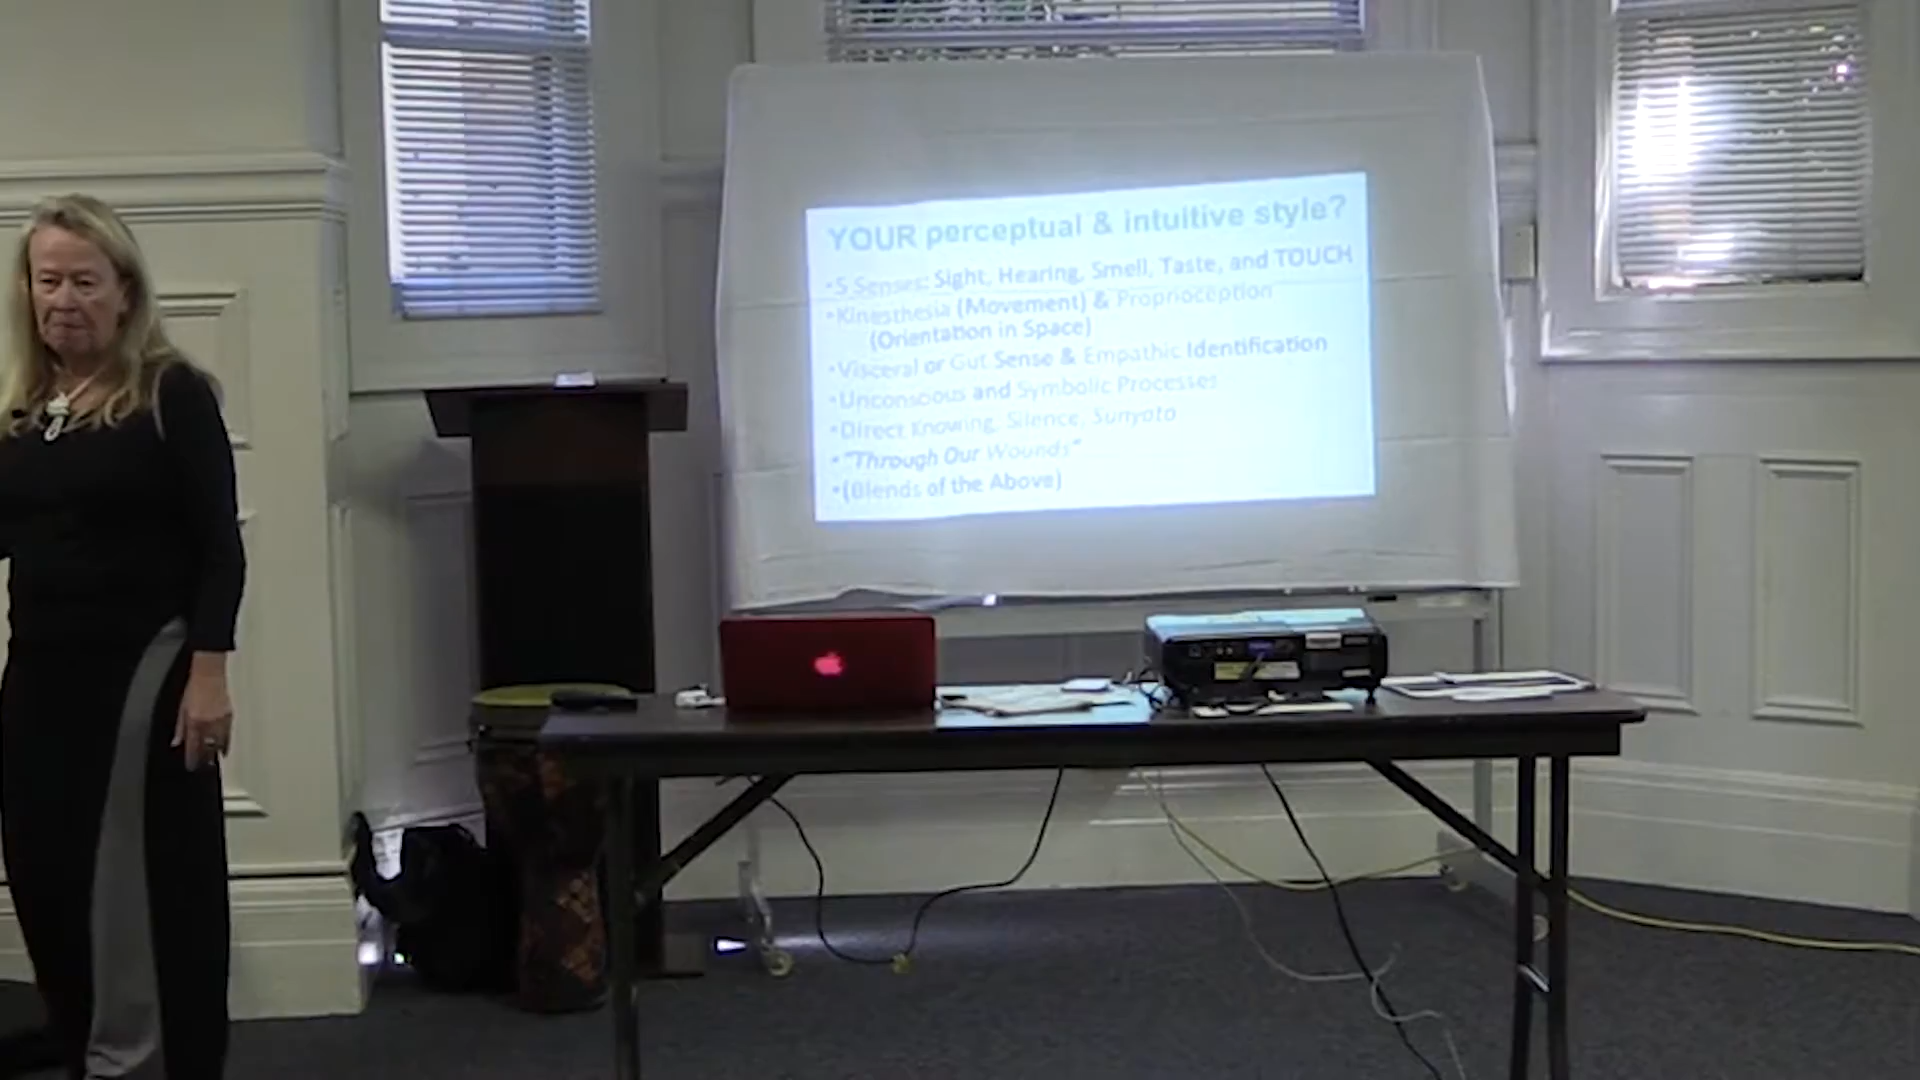 YOUR perceptual & intuitive style?
•5 Senses: Sight, Hearing, Smell, Taste, and TOUCH
•Kinesthesia (Movement) & Proprioception
(Orientation in Space)
•Visceral or Gut Sense & Empathic Identification
•Unconscious and Symbolic Processes
•Direct Knowing, Silence, Sunyata
•"Through Our Wounds"
•(Blends of the Above)